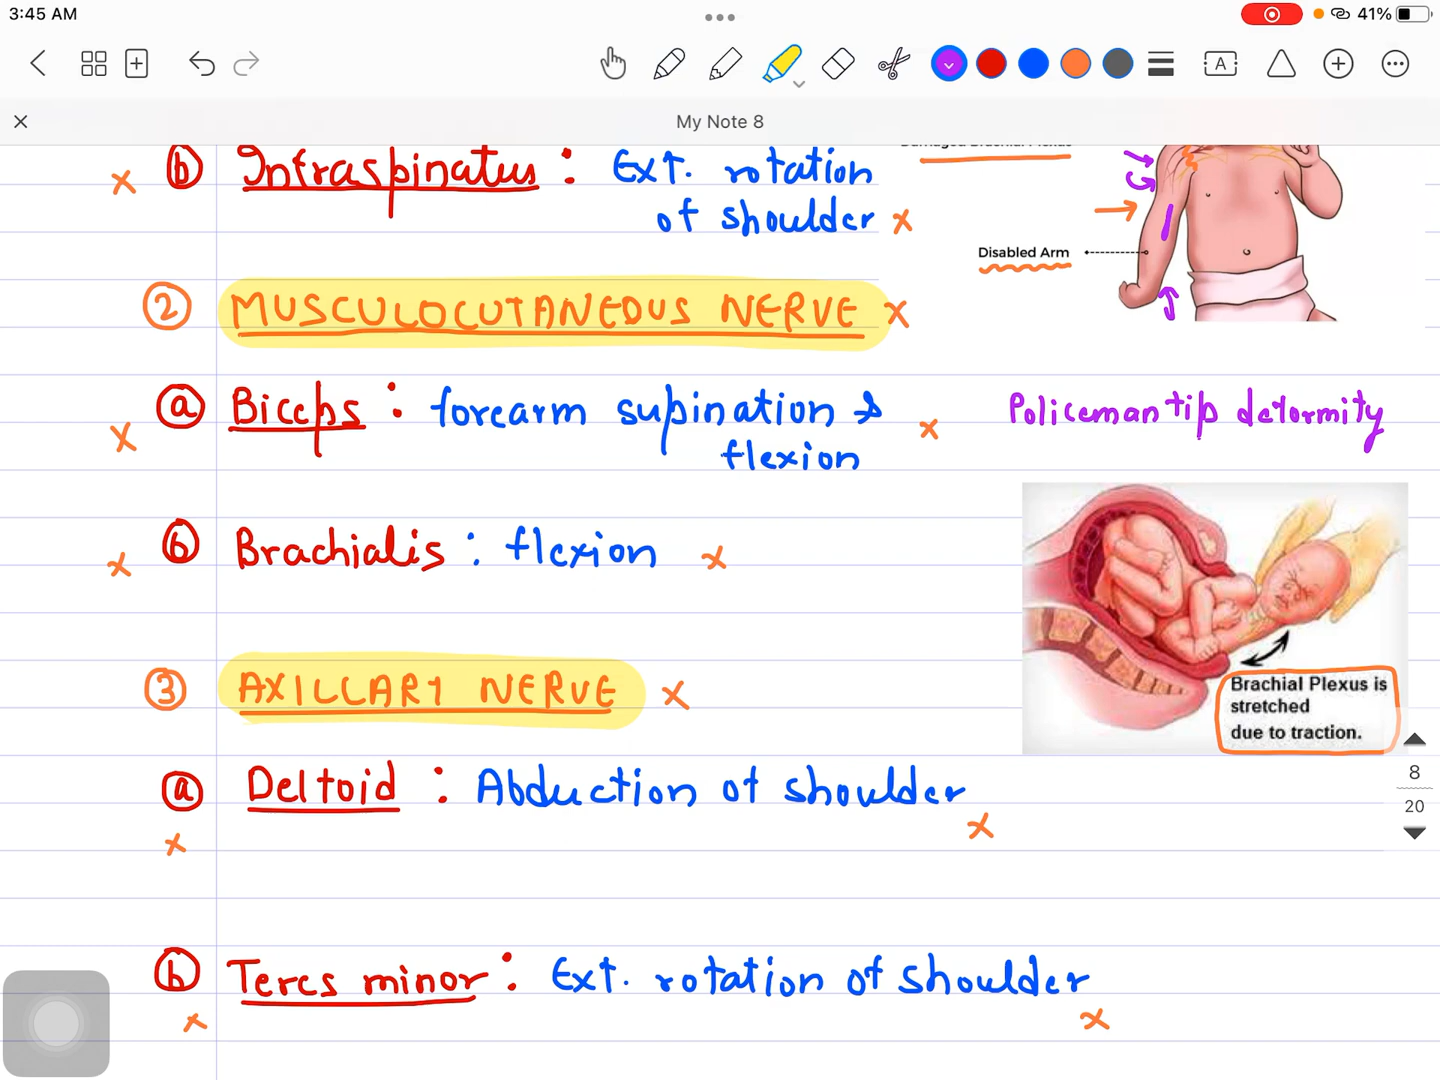 3:45 AM
41%
A
My Note 8
b Infraspinatus : Ext. rotation
of shoulder x
x
Disabled Arm
2 MUSCULOCUTANEOUS NERVE x
a Biceps : forearm supination &
flexion x
x
Policeman tip deformity
b Brachialis : flexion x
x
3 AXILLARY NERVE x
Brachial Plexus is
stretched
due to traction.
8
20
a Deltoid : Abduction of shoulder
x
x
b Teres minor : Ext. rotation of shoulder
x
x